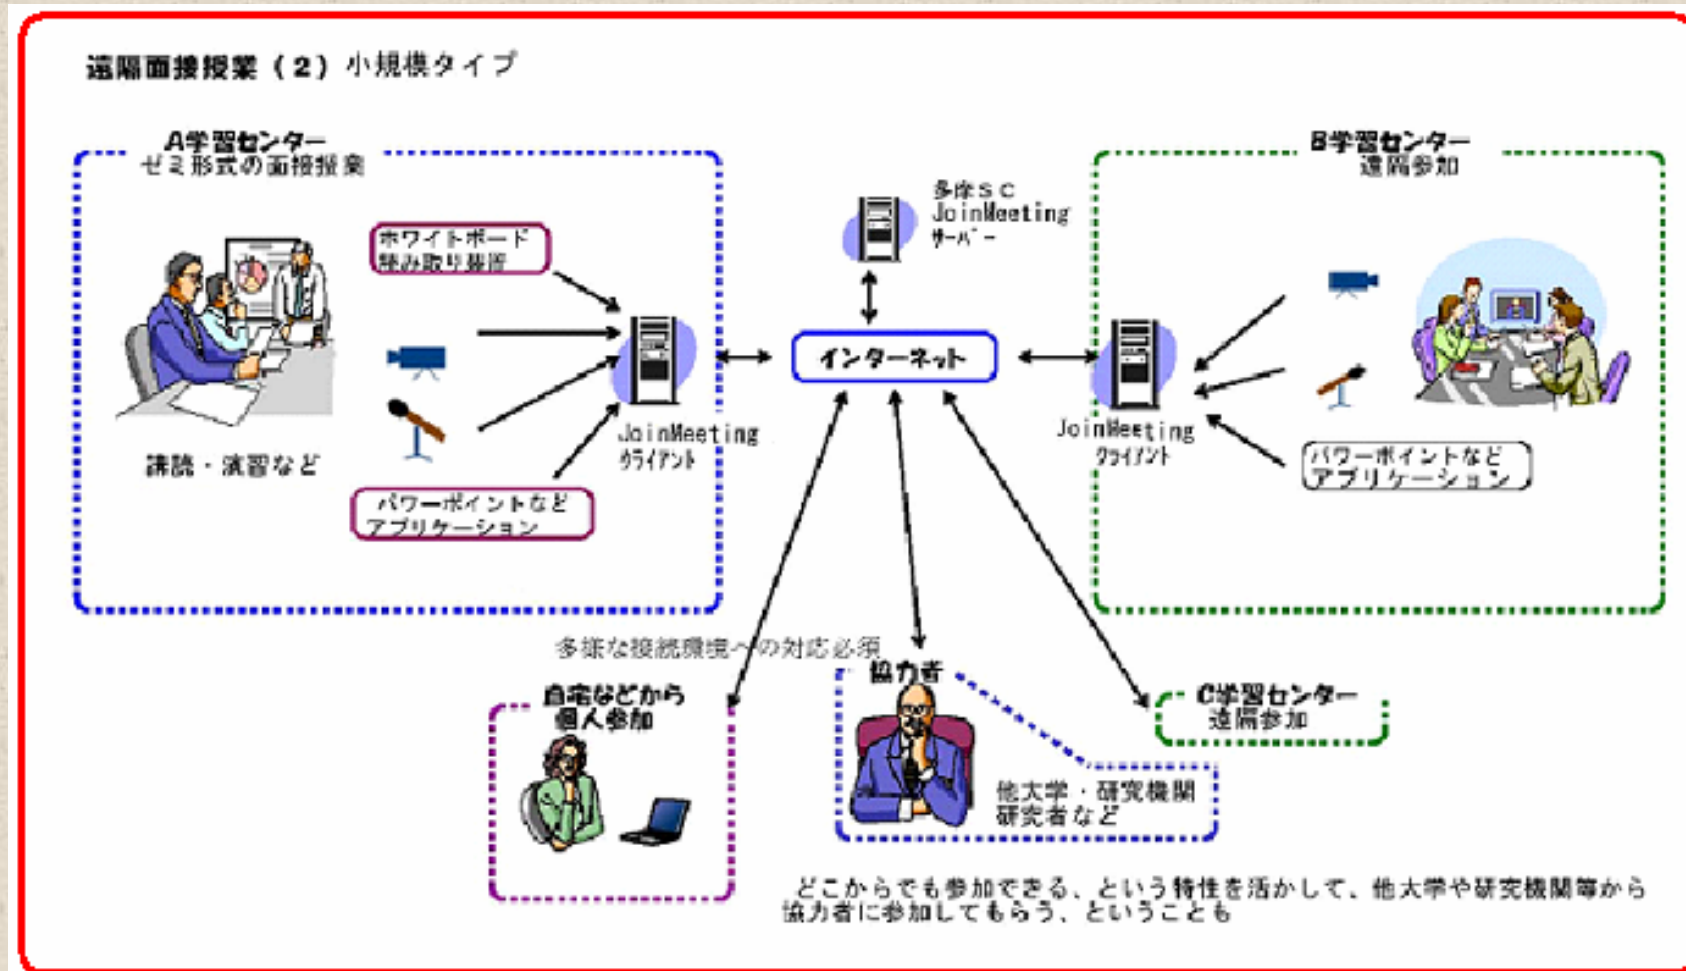 遠隔面接授業（２）小規模タイプ
A学習センター
ゼミ形式の面接授業
ホワイトボード
読み取り装置
講読・演習など
パワーポイントなど
アプリケーション
JoinMeeting
クライアント
多摩ＳＣ
JoinMeeting
サーバー
インターネット
B学習センター
遠隔参加
JoinMeeting
クライアント
パワーポイントなど
アプリケーション
多様な接続環境への対応必須
自宅などから
個人参加
協力者
他大学・研究機関
研究者など
C学習センター
遠隔参加
どこからでも参加できる、という特性を活かして、他大学や研究機関等から
協力者に参加してもらう、ということも